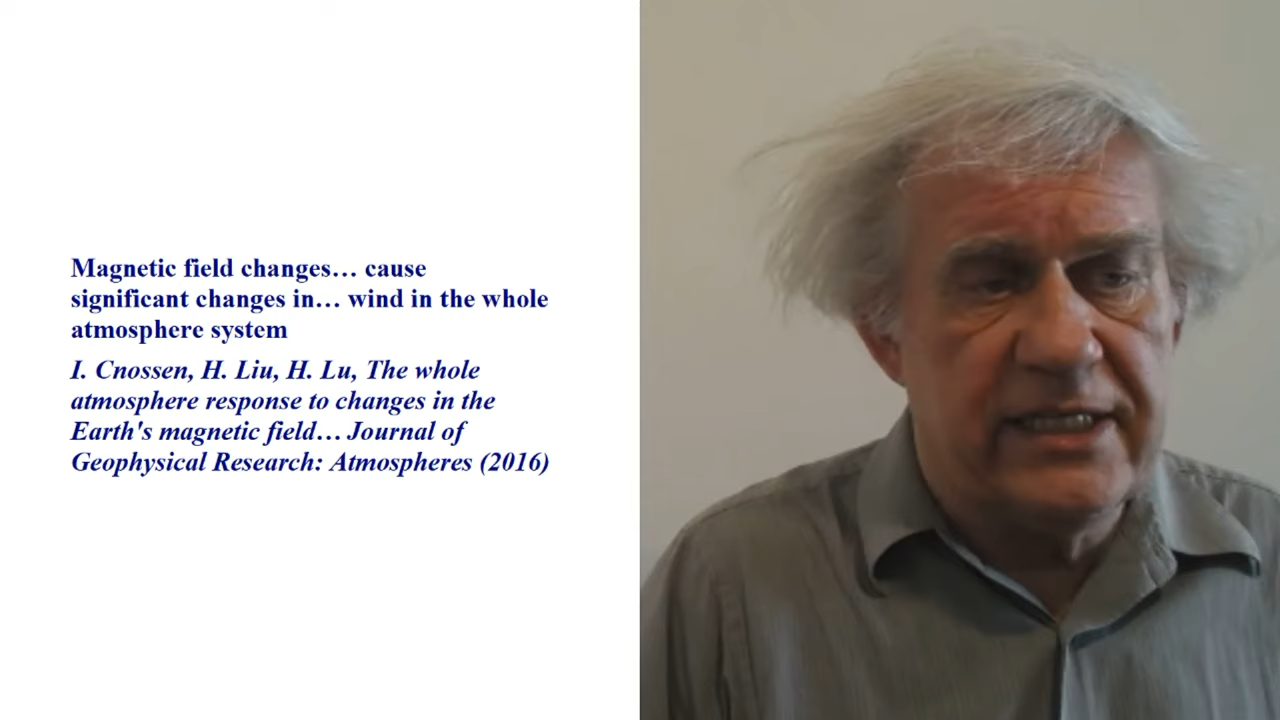 Magnetic field changes… cause
significant changes in… wind in the whole
atmosphere system
I. Cnossen, H. Liu, H. Lu, The whole
atmosphere response to changes in the
Earth's magnetic field… Journal of
Geophysical Research: Atmospheres (2016)